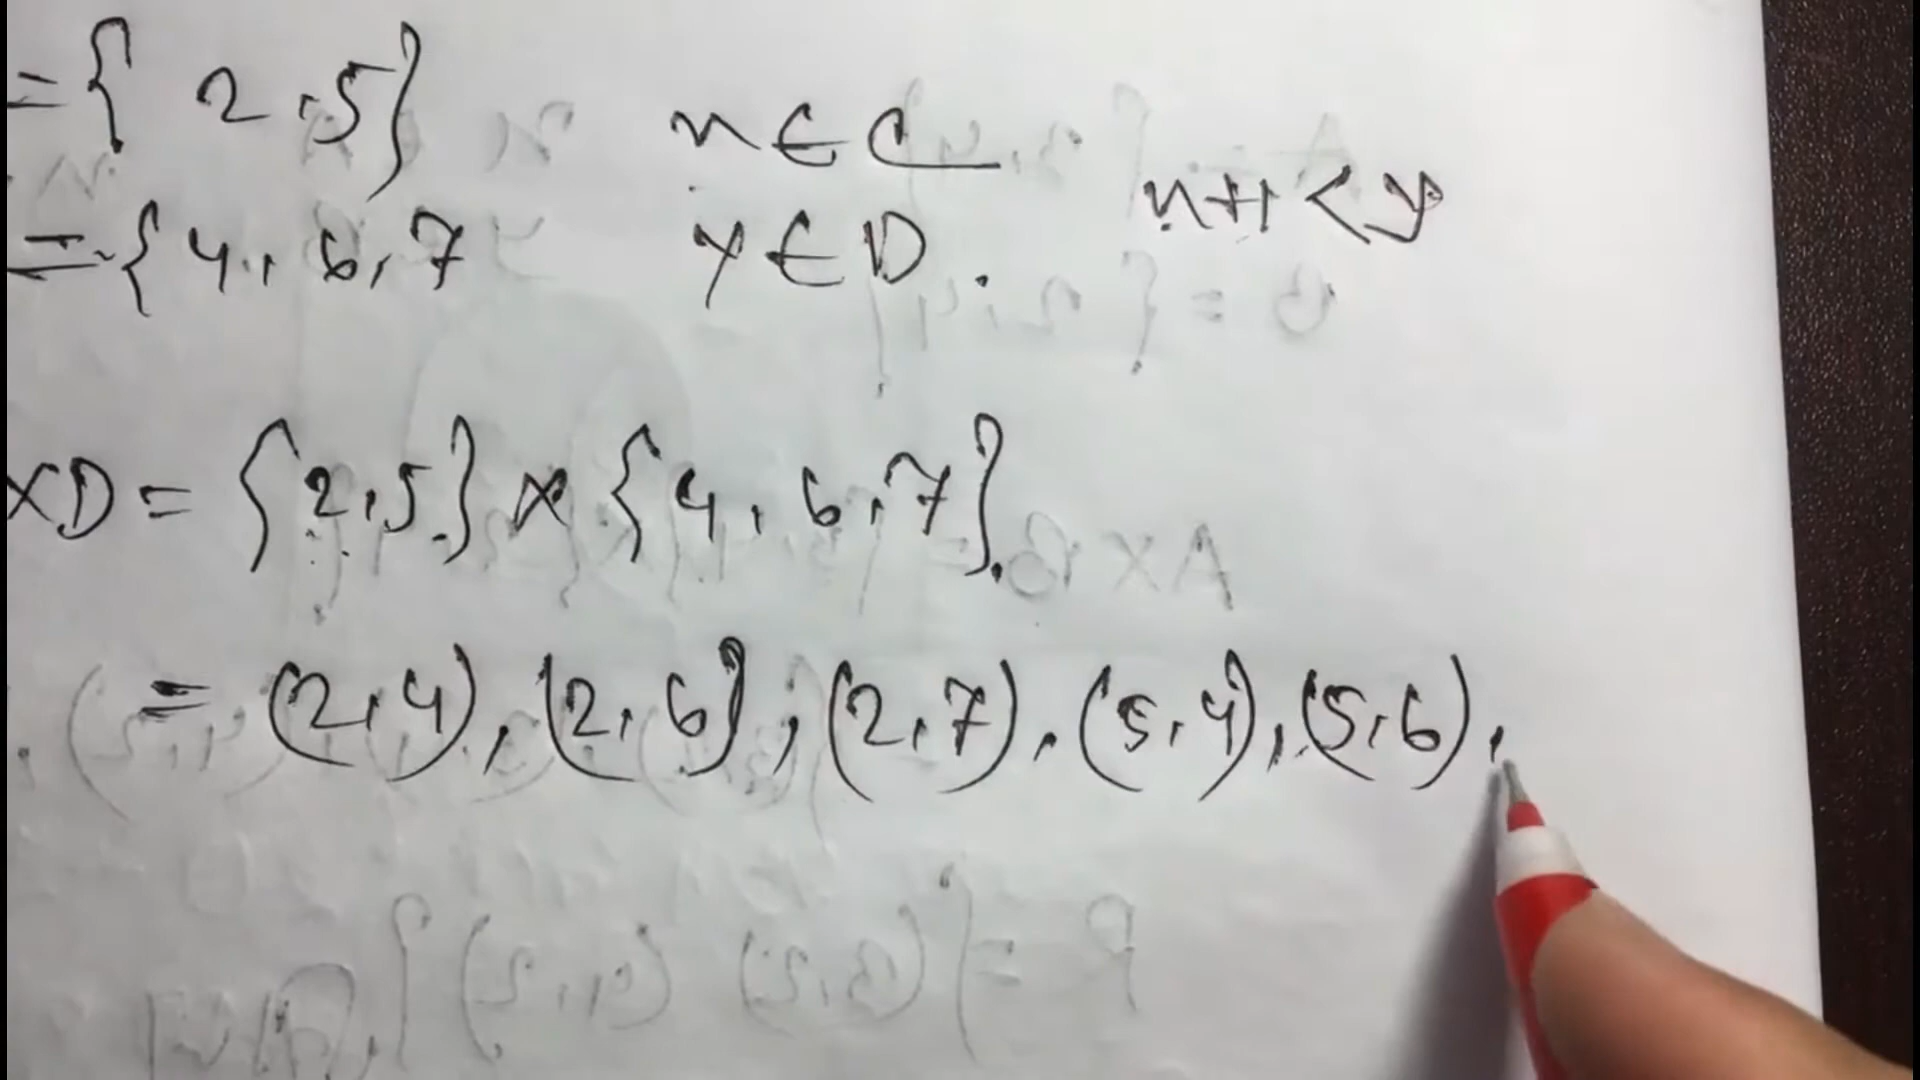 = { 2, 5}
x ∈ C
x+1 < y
= { 4, 6, 7
y ∈ D.
XD = {2,5} x {4, 6, 7}.
= (2,4), (2,6), (2,7), (5,4), (5,6),